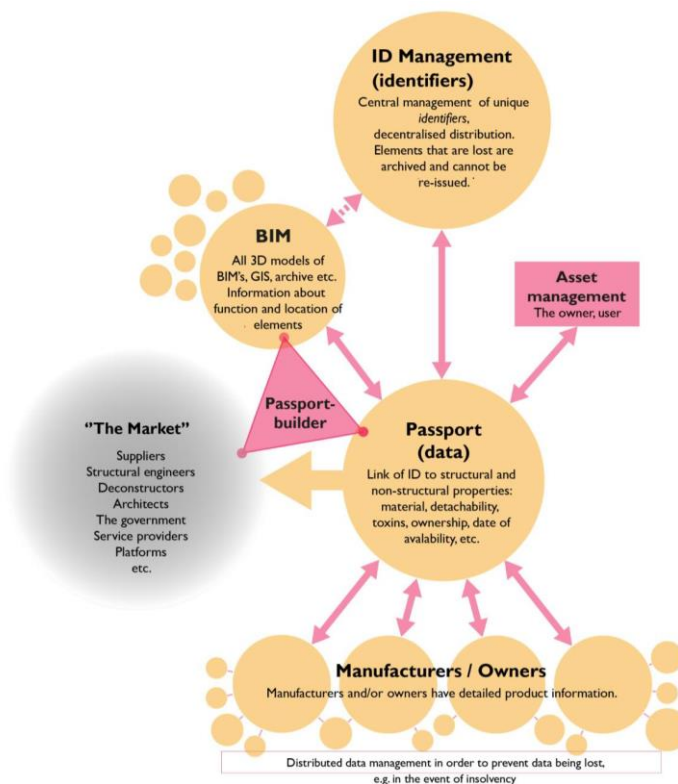 ID Management
(identifiers)
Central management of unique
identifiers,
decentralised distribution.
Elements that are lost are
archived and cannot be
re-issued.
BIM
All 3D models of
BIM's, GIS, archive etc.
Information about
function and location of
elements
Asset
management
The owner, user
Passport-
builder
"The Market"
Suppliers
Structural engineers
Deconstructors
Architects
The government
Service providers
Platforms
etc.
Passport
(data)
Link of ID to structural and
non-structural properties:
material, detachability,
toxins, ownership, date of
avalability, etc.
Manufacturers / Owners
Manufacturers and/or owners have detailed product information.
Distributed data management in order to prevent data being lost,
e.g. in the event of insolvency